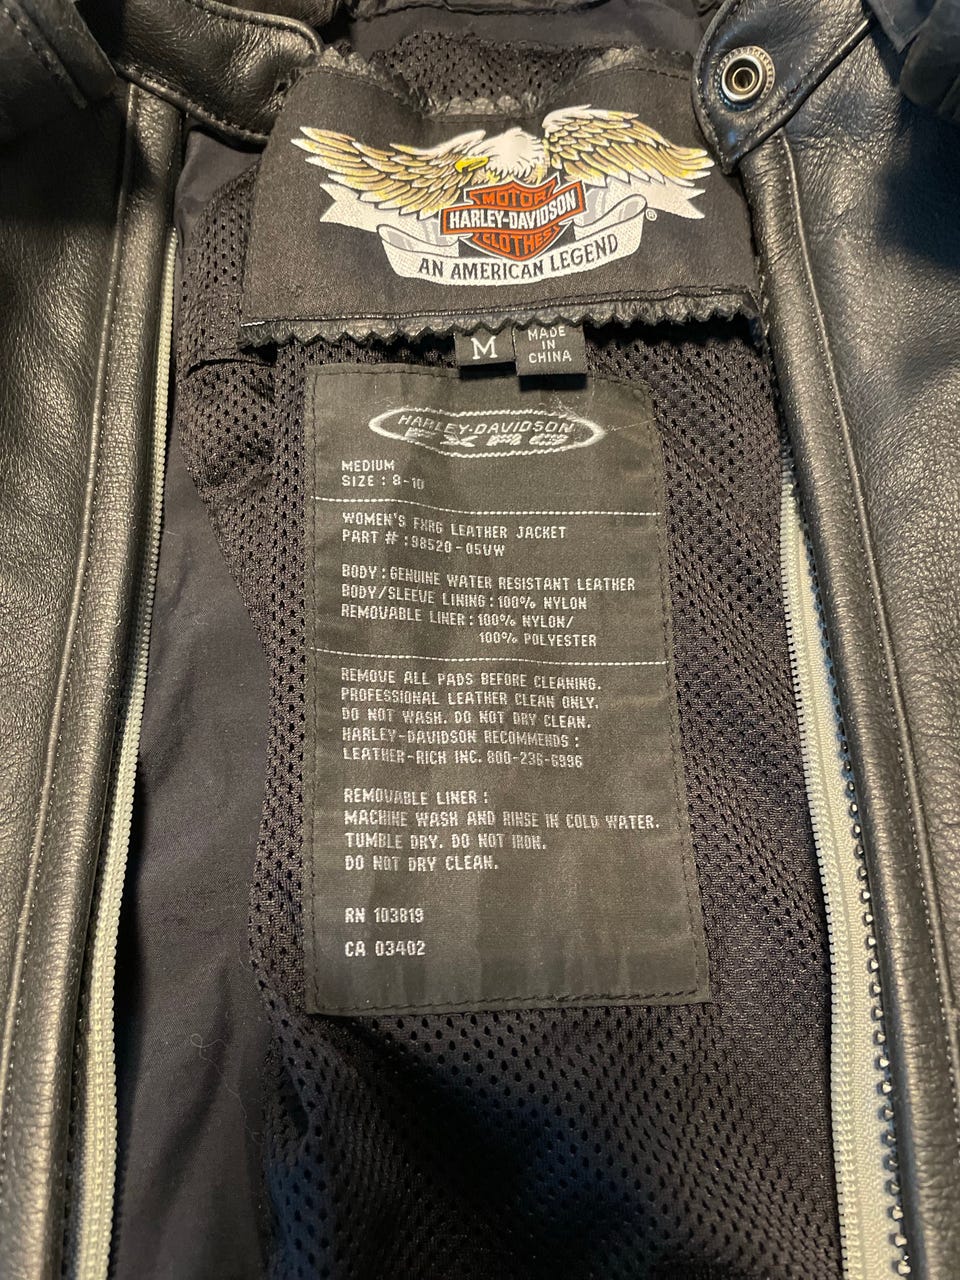 MOTOR
HARLEY-DAVIDSON
CLOTHES
®
AN AMERICAN LEGEND
M
MADE
IN
CHINA
HARLEY-DAVIDSON
FXRG
MEDIUM
SIZE : 8-10
WOMEN'S FXRG LEATHER JACKET
PART # : 98520-05VW
BODY : GENUINE WATER RESISTANT LEATHER
BODY/SLEEVE LINING : 100% NYLON
REMOVABLE LINER : 100% NYLON/
100% POLYESTER
REMOVE ALL PADS BEFORE CLEANING.
PROFESSIONAL LEATHER CLEAN ONLY.
DO NOT WASH. DO NOT DRY CLEAN.
HARLEY-DAVIDSON RECOMMENDS :
LEATHER-RICH INC. 800-236-6996
REMOVABLE LINER :
MACHINE WASH AND RINSE IN COLD WATER.
TUMBLE DRY. DO NOT IRON.
DO NOT DRY CLEAN.
RN 103819
CA 03402